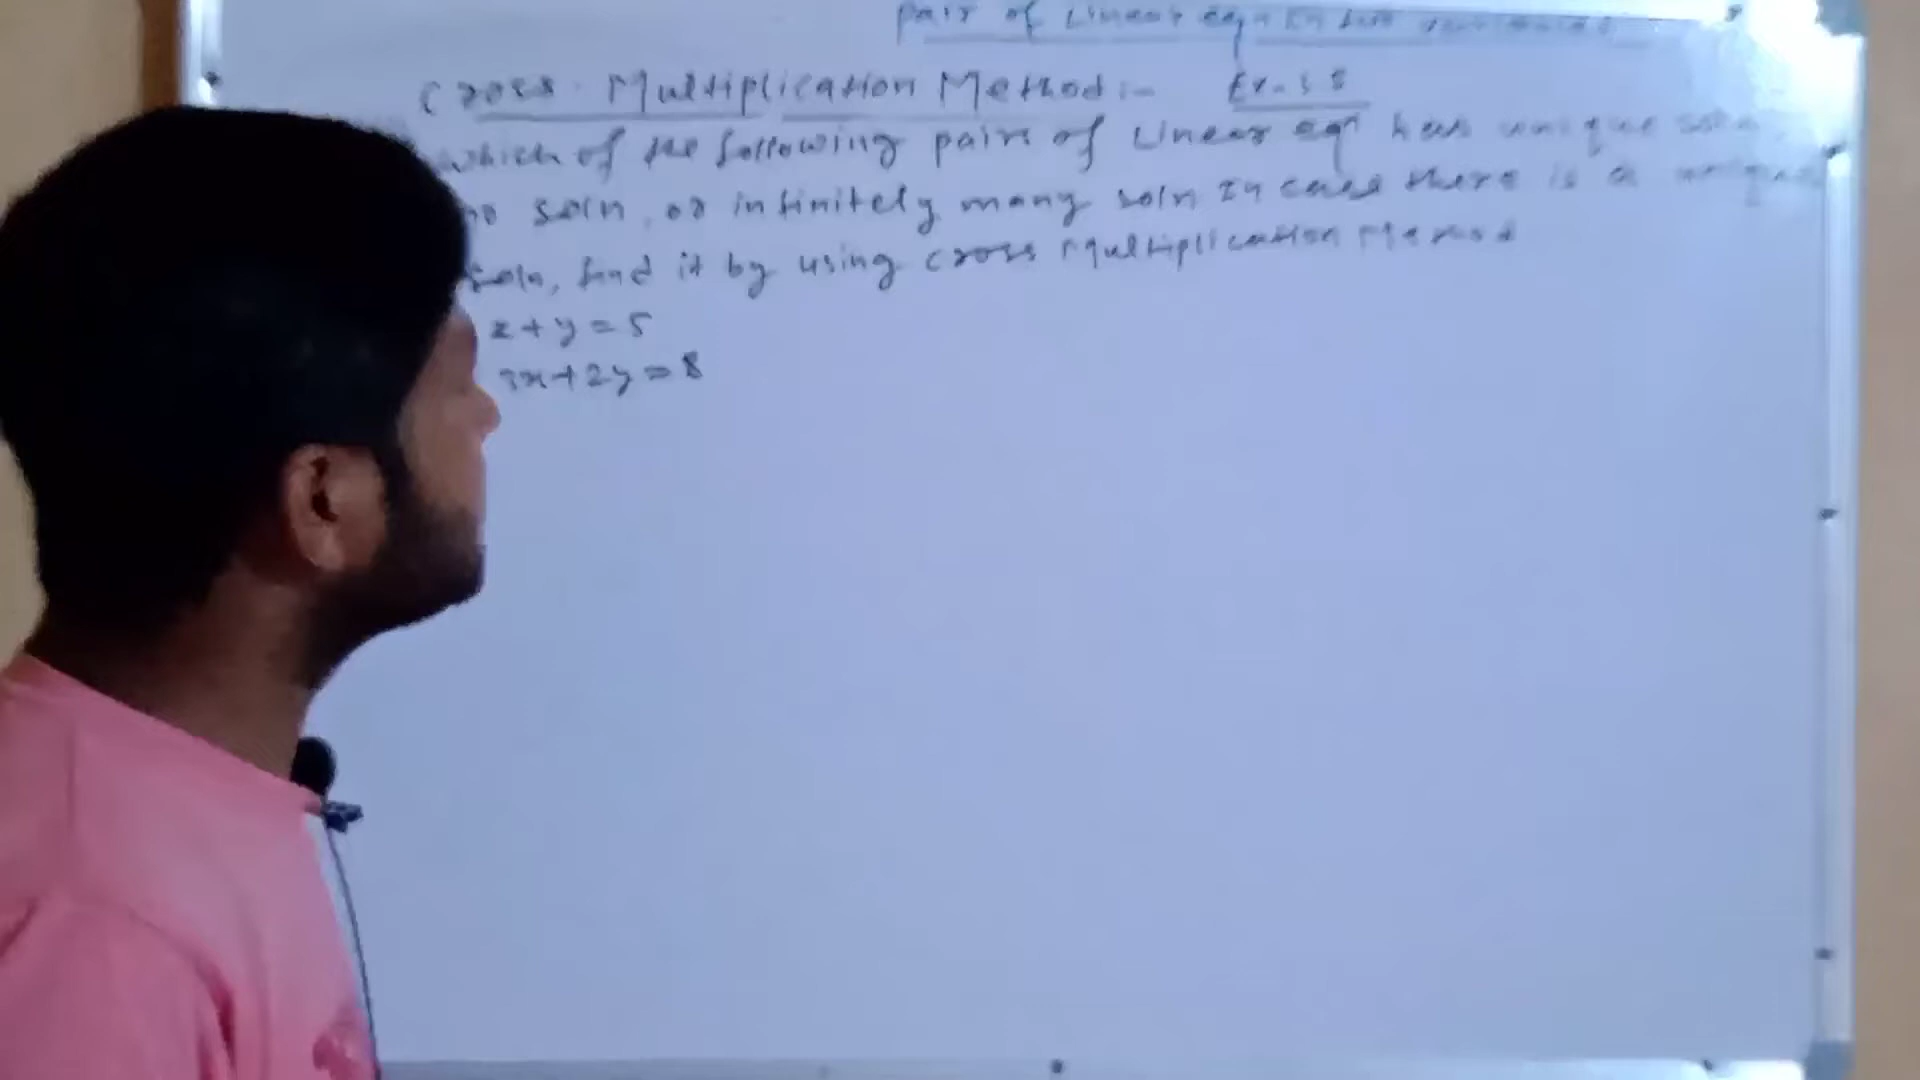 pair of Linear eqn in two variables
Cross. Multiplication Method :- Ex. 3.5
which of the following pairs of Linear eqn has unique soln,
no soln, or infinitely many soln In case there is a unique
soln, find it by using cross Multiplication Method
x+y=5
3x+2y=8